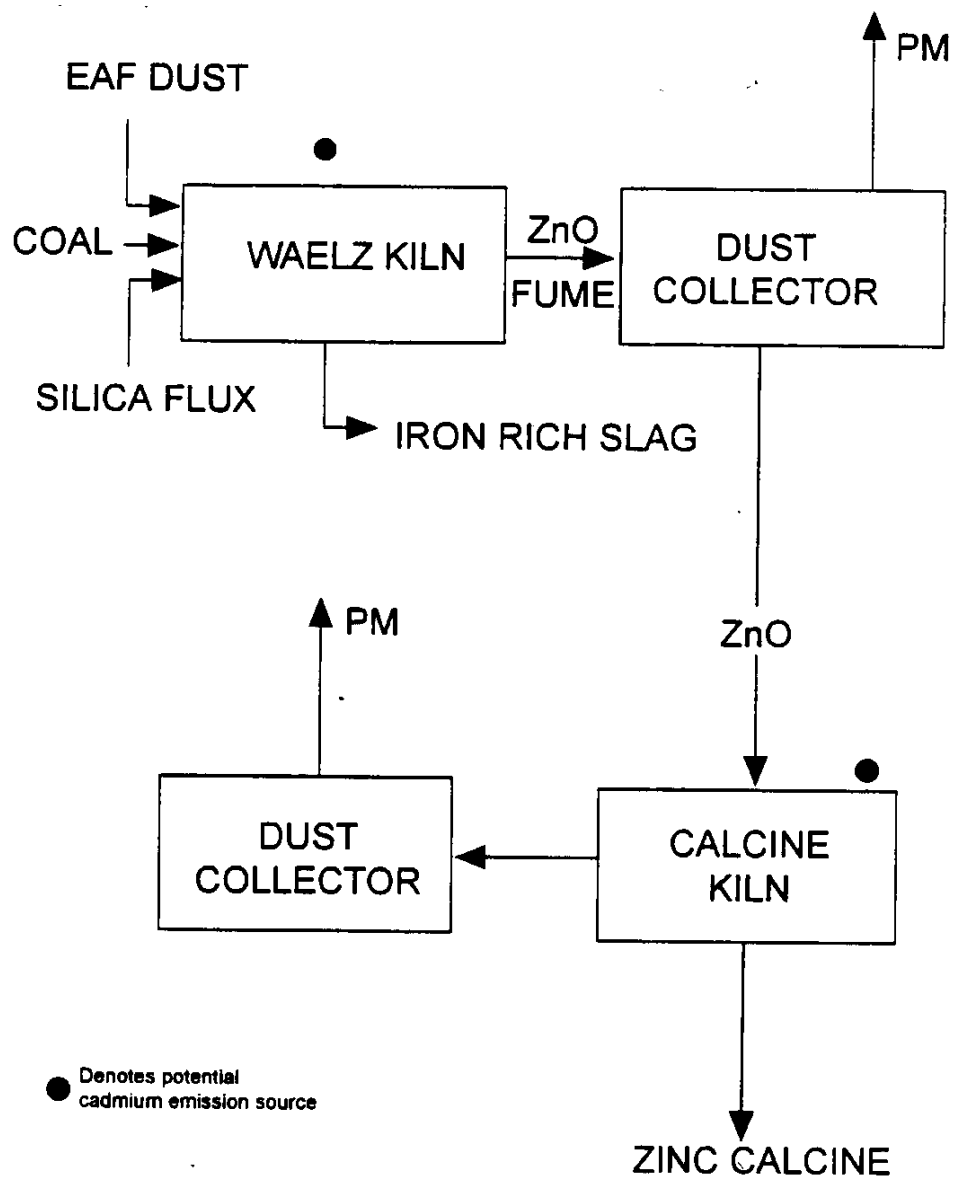 EAF DUST
PM
COAL
WAELZ KILN
ZnO
FUME
DUST
COLLECTOR
SILICA FLUX
IRON RICH SLAG
PM
ZnO
DUST
COLLECTOR
CALCINE
KILN
Denotes potential
cadmium emission source
ZINC CALCINE